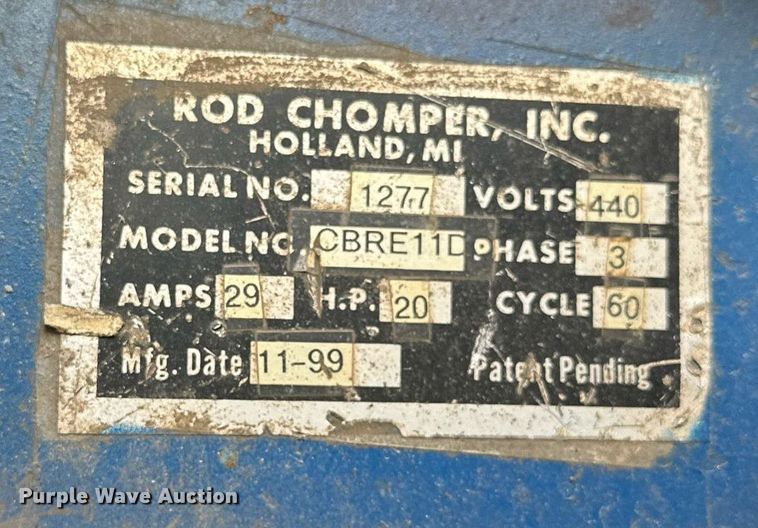 ROD CHOMPER, INC.
HOLLAND, MI
SERIAL NO. 1277 VOLTS 440
MODEL NO. CBRE11D PHASE 3
AMPS 29 H.P. 20 CYCLE 60
Mfg. Date 11-99 Patent Pending
Purple Wave Auction